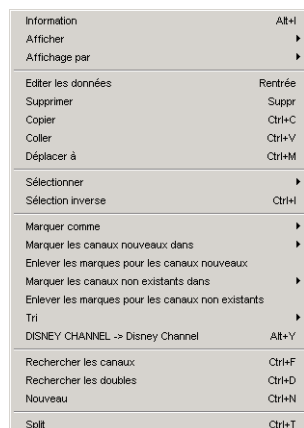 Information Alt+I
Afficher
Affichage par
Editer les données Rentrée
Supprimer Suppr
Copier Ctrl+C
Coller Ctrl+V
Déplacer à Ctrl+M
Sélectionner
Sélection inverse Ctrl+I
Marquer comme
Marquer les canaux nouveaux dans
Enlever les marques pour les canaux nouveaux
Marquer les canaux non existants dans
Enlever les marques pour les canaux non existants
Tri
DISNEY CHANNEL -> Disney Channel Alt+Y
Rechercher les canaux Ctrl+F
Rechercher les doubles Ctrl+D
Nouveau Ctrl+N
Split Ctrl+T